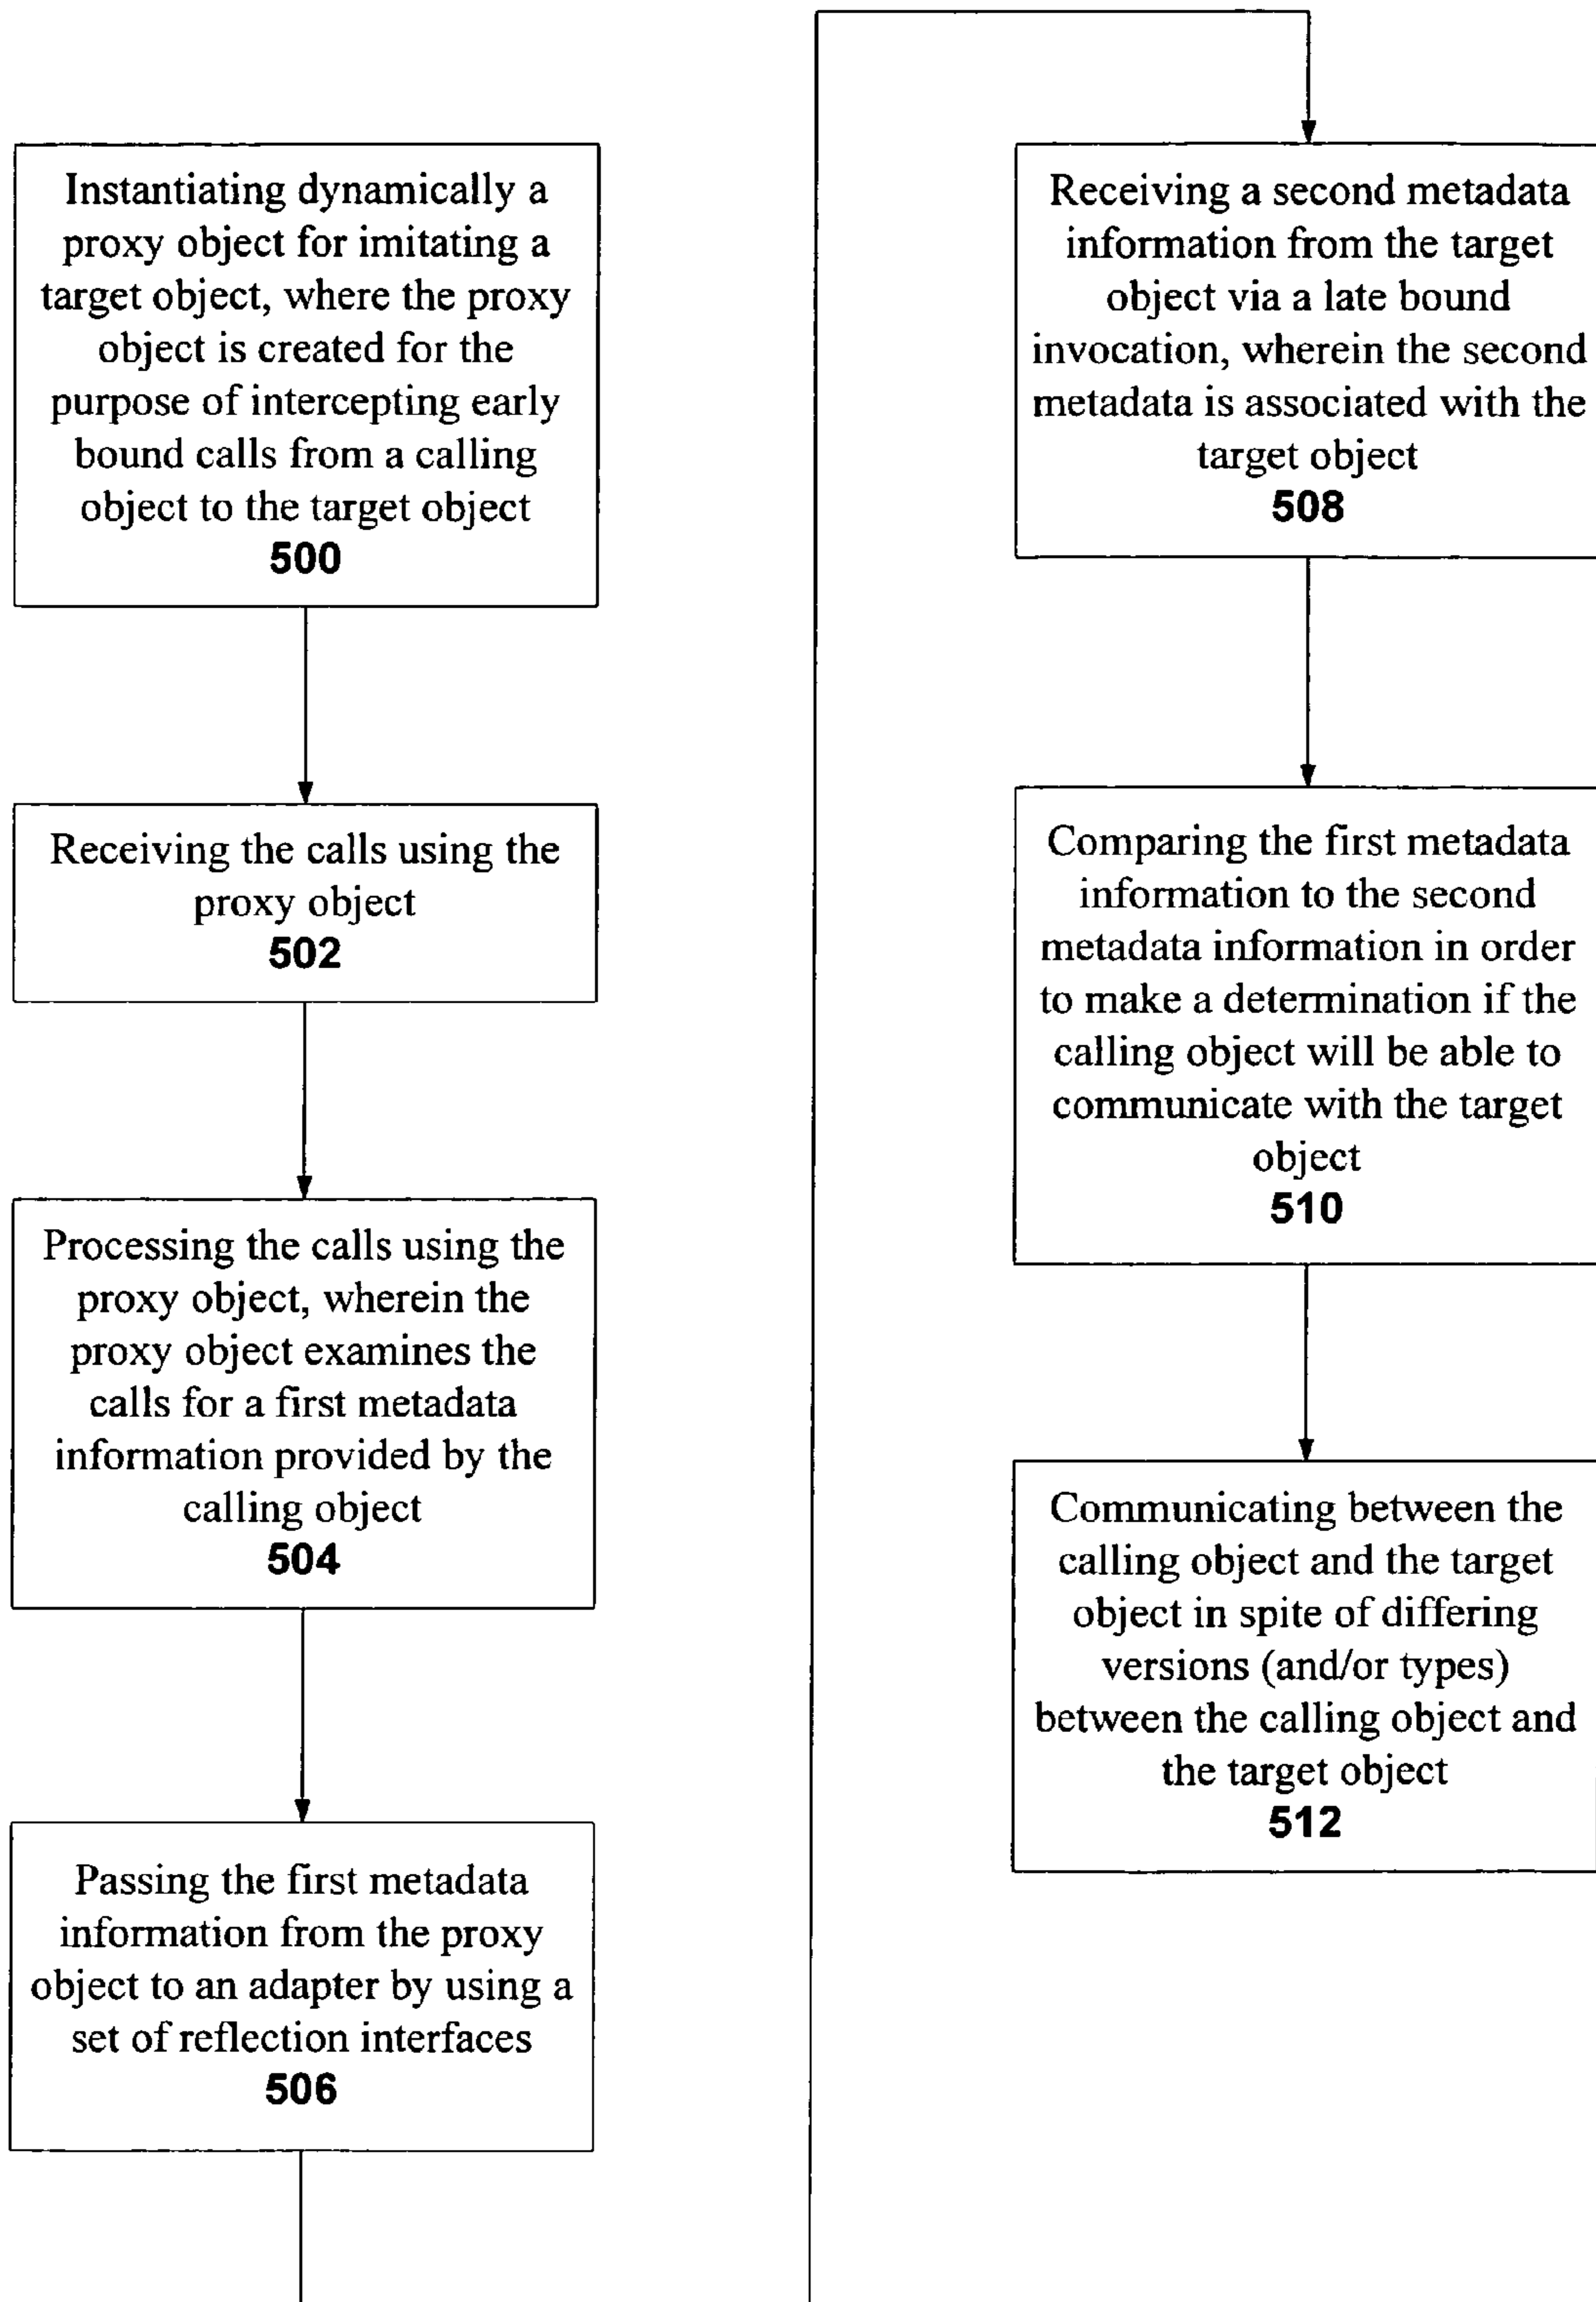 Instantiating dynamically a
proxy object for imitating a
target object, where the proxy
object is created for the
purpose of intercepting early
bound calls from a calling
object to the target object
500
Receiving the calls using the
proxy object
502
Processing the calls using the
proxy object, wherein the
proxy object examines the
calls for a first metadata
information provided by the
calling object
504
Passing the first metadata
information from the proxy
object to an adapter by using a
set of reflection interfaces
506
Receiving a second metadata
information from the target
object via a late bound
invocation, wherein the second
metadata is associated with the
target object
508
Comparing the first metadata
information to the second
metadata information in order
to make a determination if the
calling object will be able to
communicate with the target
object
510
Communicating between the
calling object and the target
object in spite of differing
versions (and/or types)
between the calling object and
the target object
512